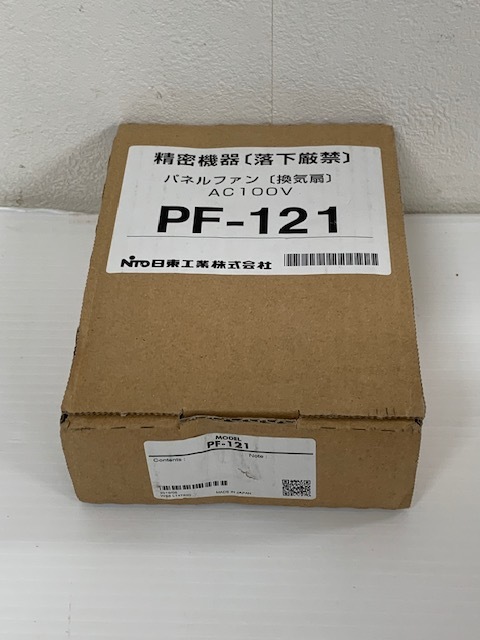 精密機器〔落下厳禁〕
パネルファン〔換気扇〕
AC100V
PF-121
NITO日東工業株式会社
MODEL
PF-121
Contents : Note :
MADE IN JAPAN